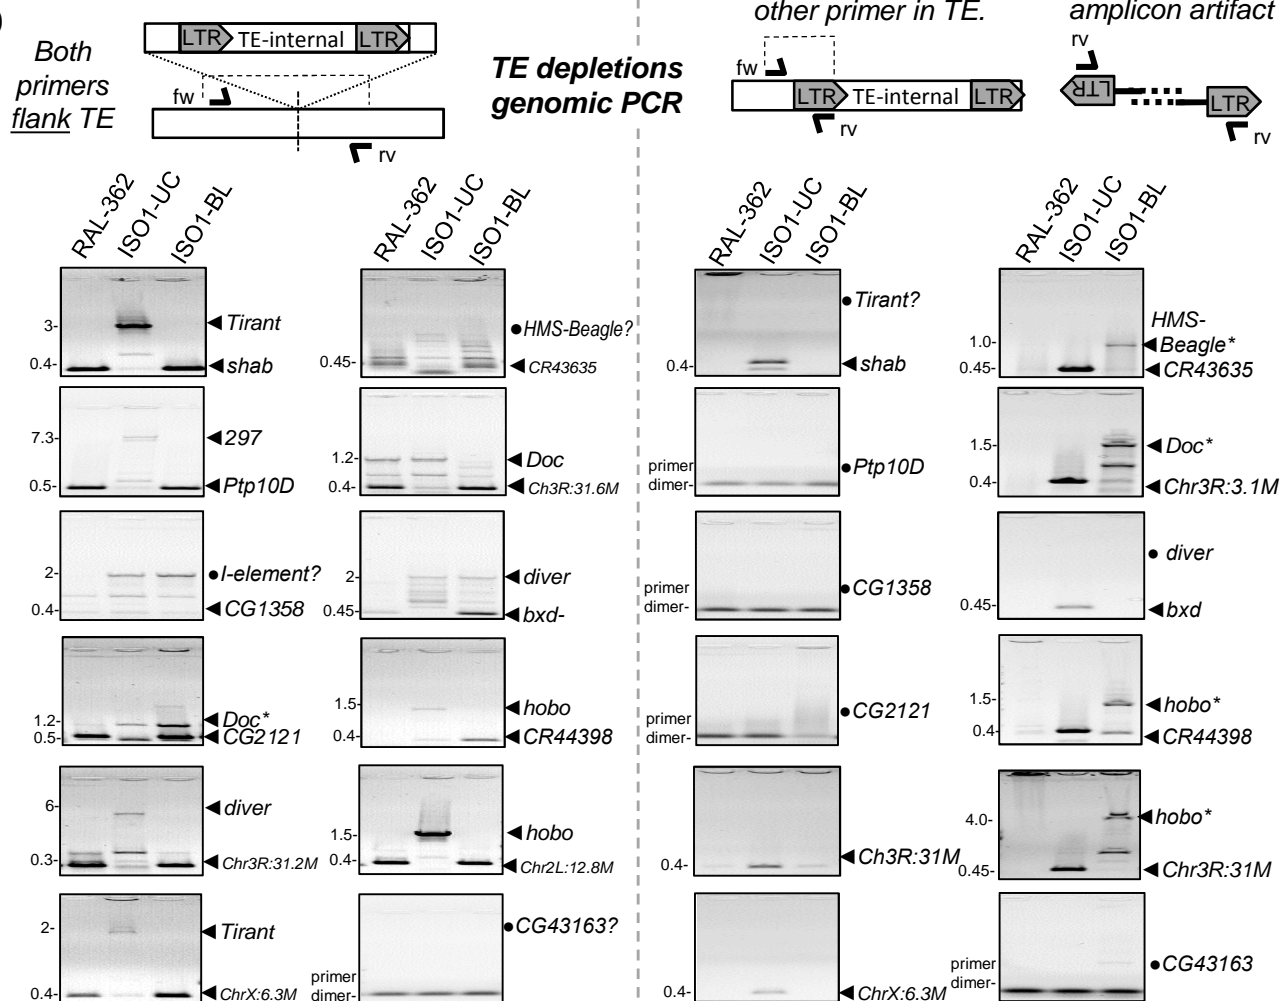 Both
primers
flank TE
LTR TE-internal LTR
fw
rv
TE depletions
genomic PCR
other primer in TE.
fw
LTR TE-internal LTR
rv
amplicon artifact
rv
LTR
LTR
rv
RAL-362 ISO1-UC ISO1-BL
3-
0.4-
Tirant
shab
7.3-
0.5-
297
Ptp10D
2-
0.4-
I-element?
CG1358
1.2-
0.5-
Doc*
CG2121
6-
0.3-
diver
Chr3R:31.2M
2-
0.4-
Tirant
ChrX:6.3M
RAL-362 ISO1-UC ISO1-BL
0.45-
HMS-Beagle?
CR43635
1.2-
0.4-
Doc
Ch3R:31.6M
2-
0.45-
diver
bxd-
1.5-
0.4-
hobo
CR44398
1.5-
0.4-
hobo
Chr2L:12.8M
primer
dimer-
CG43163?
RAL-362 ISO1-UC ISO1-BL
0.4-
Tirant?
shab
primer
dimer-
Ptp10D
primer
dimer-
CG1358
primer
dimer-
CG2121
0.4-
Ch3R:31M
0.4-
ChrX:6.3M
RAL-362 ISO1-UC ISO1-BL
1.0-
0.45-
HMS-
Beagle*
CR43635
1.5-
0.4-
Doc*
Chr3R:3.1M
0.45-
diver
bxd
1.5-
0.4-
hobo*
CR44398
4.0-
0.45-
hobo*
Chr3R:31M
primer
dimer-
CG43163